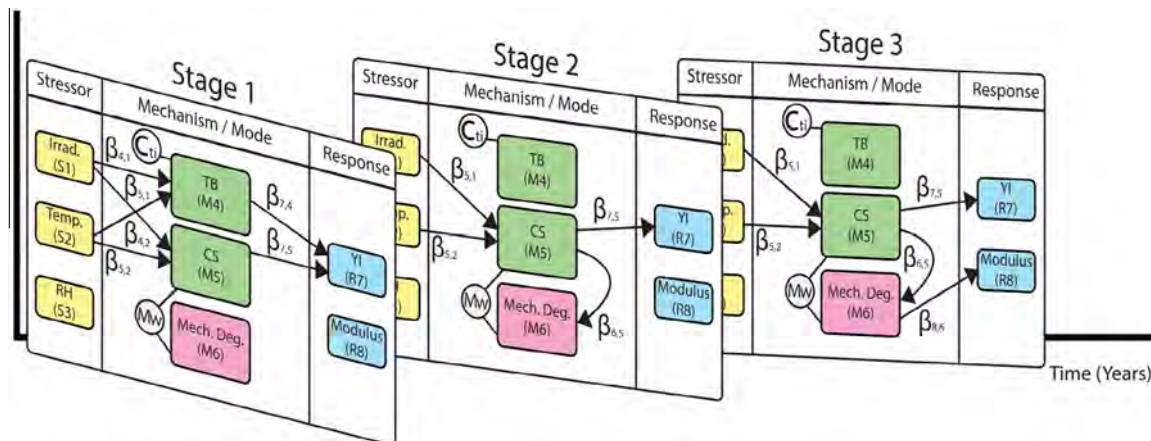 Stage 1
Stressor
Mechanism / Mode
Response
Irrad.
(S1)
Temp.
(S2)
RH
(S3)
Cti
TB
(M4)
CS
(M5)
Mw
Mech. Deg.
(M6)
YI
(R7)
Modulus
(R8)
β4,1
β5,1
β4,2
β5,2
β7,4
β7,5
Stage 2
Stressor
Mechanism / Mode
Response
Irrad.
Cti
TB
(M4)
CS
(M5)
Mw
Mech. Deg.
(M6)
YI
(R7)
Modulus
(R8)
β5,1
β5,2
β7,5
β6,5
Stage 3
Stressor
Mechanism / Mode
Response
Cti
TB
(M4)
CS
(M5)
Mw
Mech. Deg.
(M6)
YI
(R7)
Modulus
(R8)
β5,1
β5,2
β7,5
β6,5
β8,6
Time (Years)